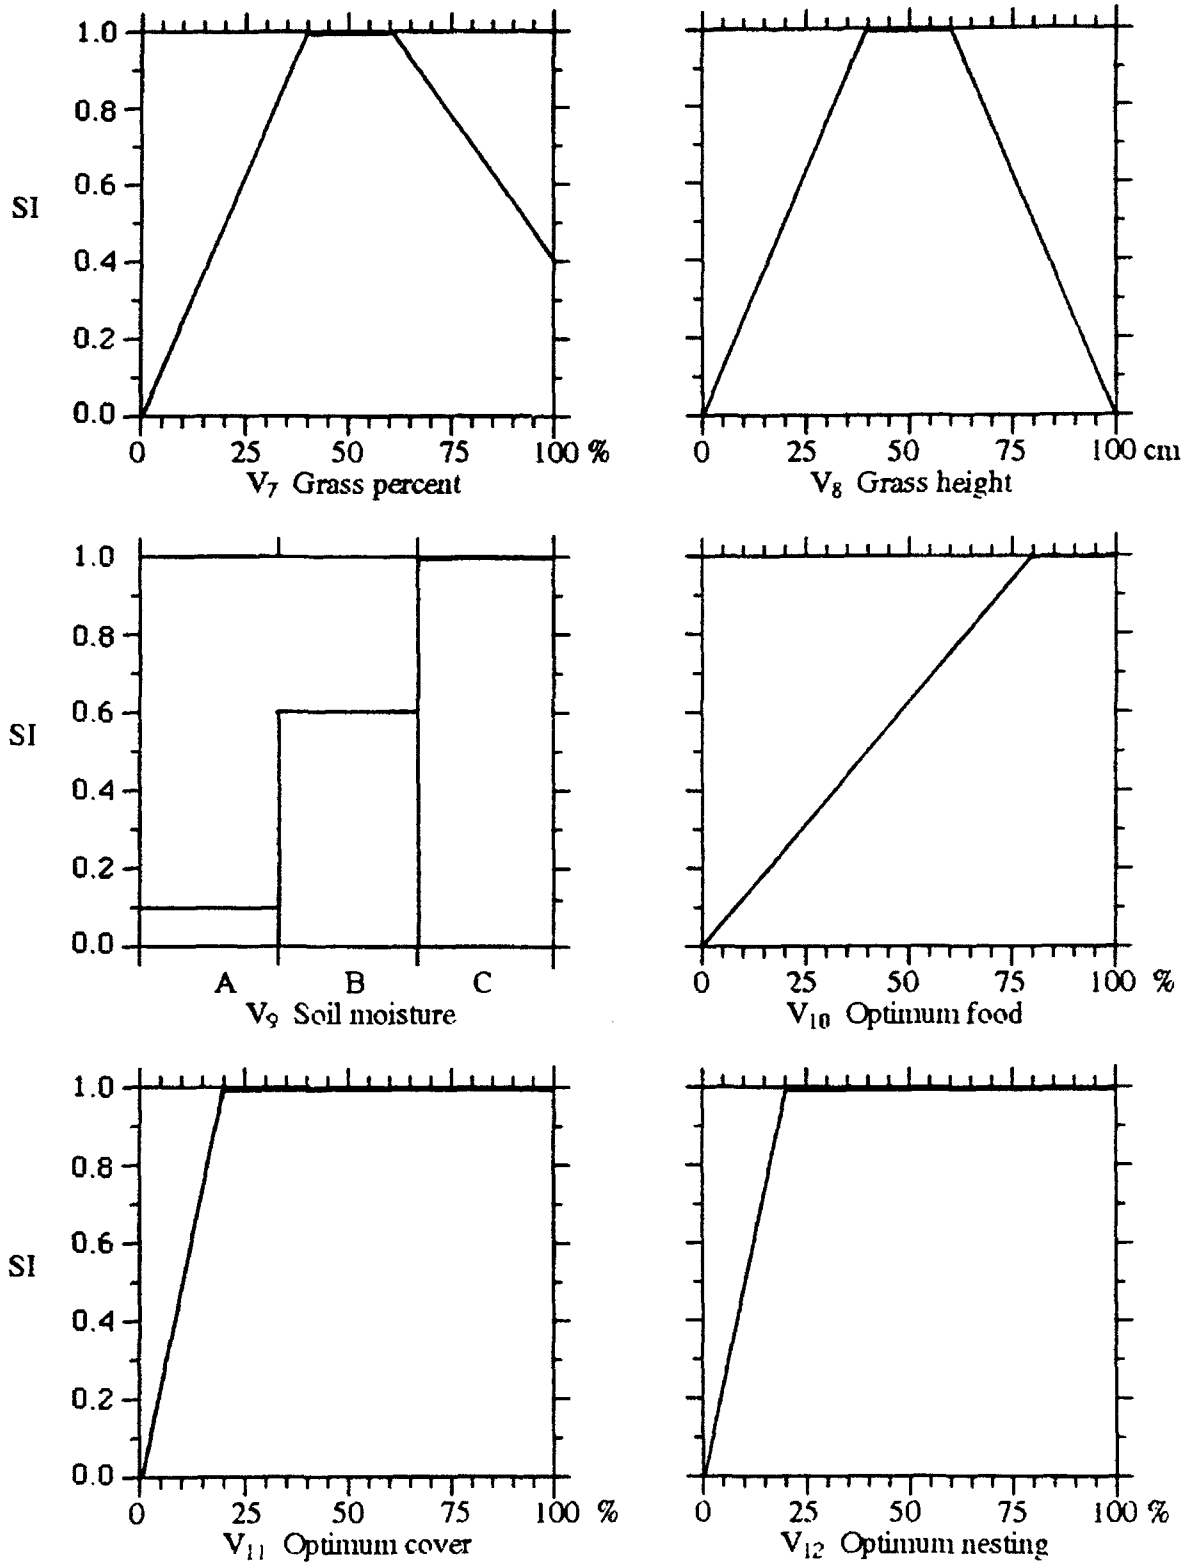 1.0
0.8
0.6
SI
0.4
0.2
0.0
0 25 50 75 100 %
V7 Grass percent
0 25 50 75 100 cm
V8 Grass height
1.0
0.8
0.6
SI
0.4
0.2
0.0
A B C
V9 Soil moisture
0 25 50 75 100 %
V10 Optimum food
1.0
0.8
0.6
SI
0.4
0.2
0.0
0 25 50 75 100 %
V11 Optimum cover
0 25 50 75 100 %
V12 Optimum nesting